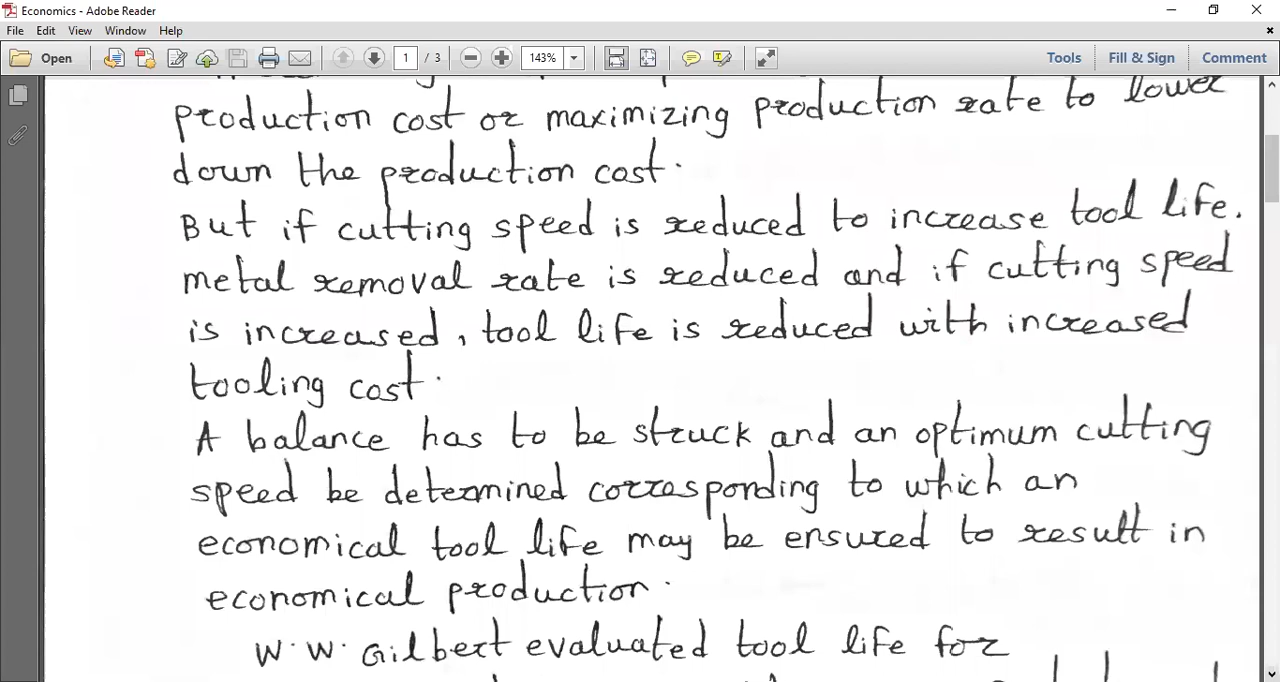 Economics - Adobe Reader
File Edit View Window Help
Open 1 / 3 143% Tools Fill & Sign Comment
production cost or maximizing production rate to lower
down the production cost.
But if cutting speed is reduced to increase tool life.
metal removal rate is reduced and if cutting speed
is increased, tool life is reduced with increased
tooling cost.
A balance has to be struck and an optimum cutting
speed be determined corresponding to which an
economical tool life may be ensured to result in
economical production.
W.W. Gilbert evaluated tool life for